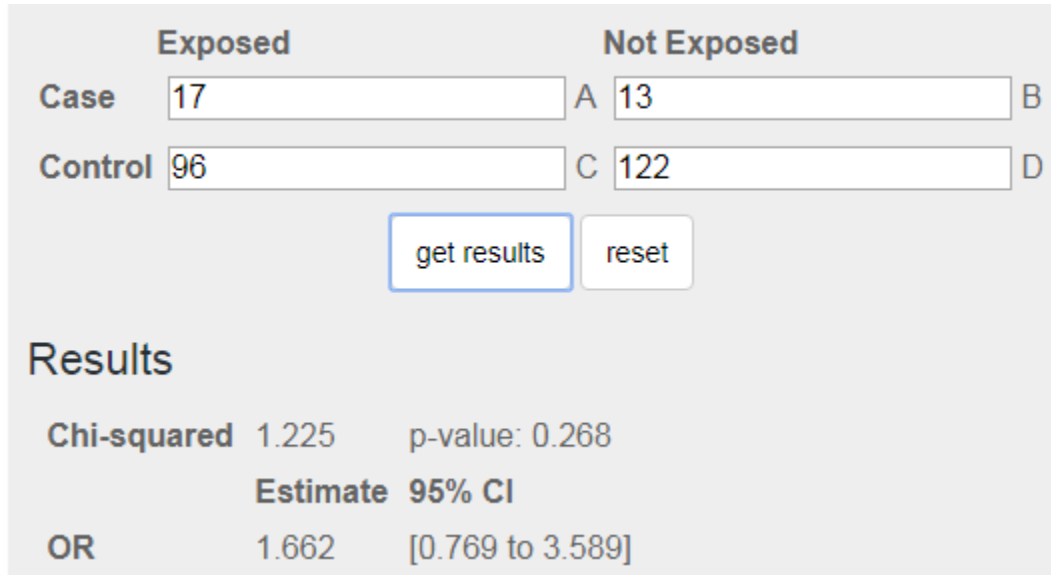 Exposed Not Exposed
Case 17 A 13 B
Control 96 C 122 D
get results reset
Results
Chi-squared 1.225 p-value: 0.268
Estimate 95% CI
OR 1.662 [0.769 to 3.589]